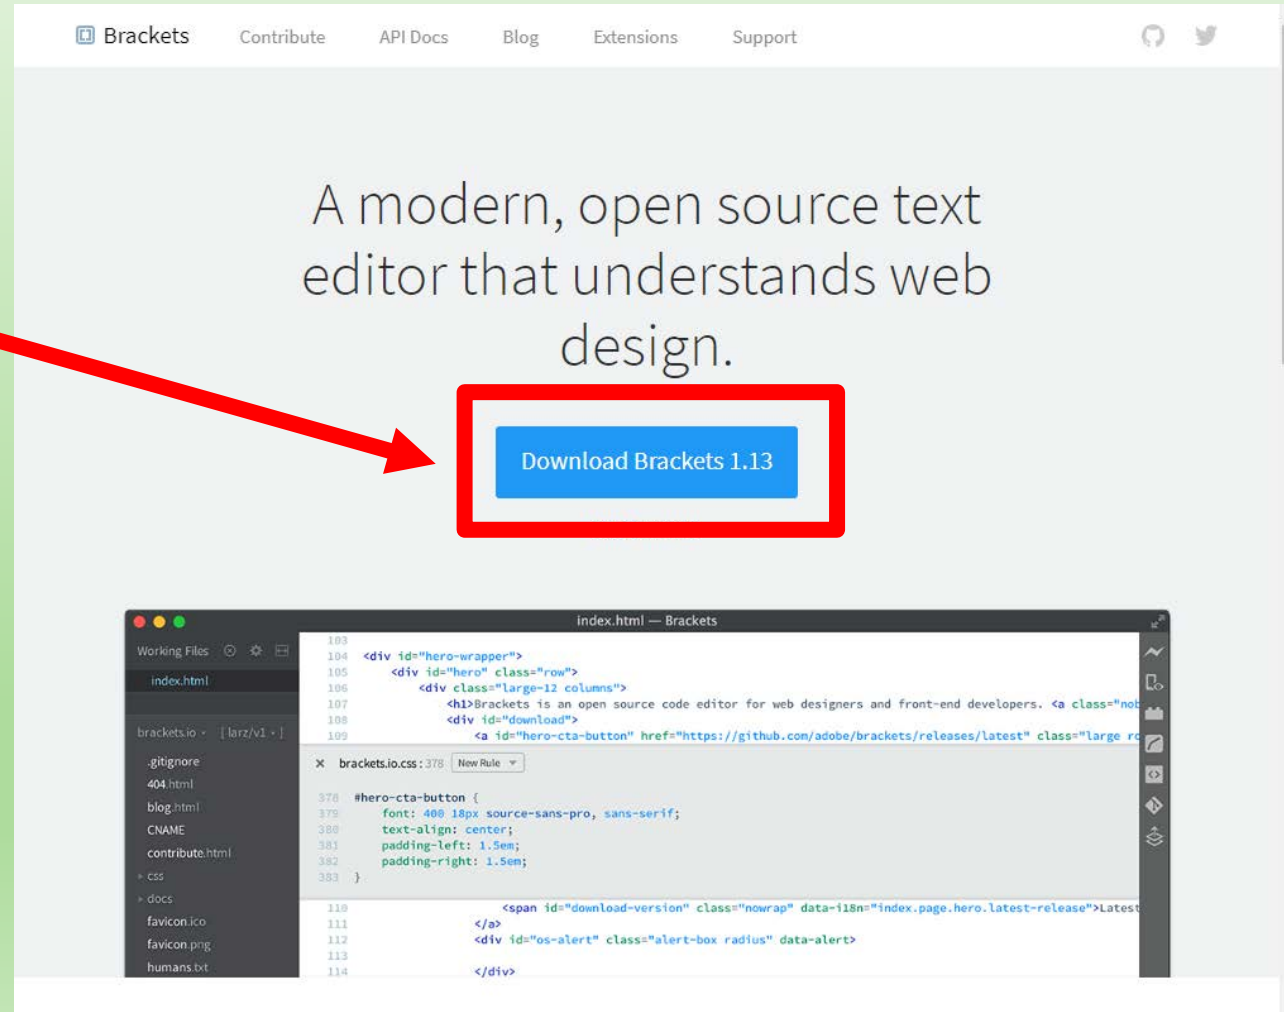 Brackets Contribute API Docs Blog Extensions Support
A modern, open source text
editor that understands web
design.
Download Brackets 1.13
index.html — Brackets
Working Files
index.html
brackets.io [ larz/v1 ]
.gitignore
404.html
blog.html
CNAME
contribute.html
css
docs
favicon.ico
favicon.png
humans.txt
103
104 <div id="hero-wrapper">
105 <div id="hero" class="row">
106 <div class="large-12 columns">
107 <h1>Brackets is an open source code editor for web designers and front-end developers. <a class="nob
108 <div id="download">
109 <a id="hero-cta-button" href="https://github.com/adobe/brackets/releases/latest" class="large ro
× brackets.io.css : 378 New Rule
378 #hero-cta-button {
379 font: 400 18px source-sans-pro, sans-serif;
380 text-align: center;
381 padding-left: 1.5em;
382 padding-right: 1.5em;
383 }
110 <span id="download-version" class="nowrap" data-i18n="index.page.hero.latest-release">Latest
111 </a>
112 <div id="os-alert" class="alert-box radius" data-alert>
113
114 </div>